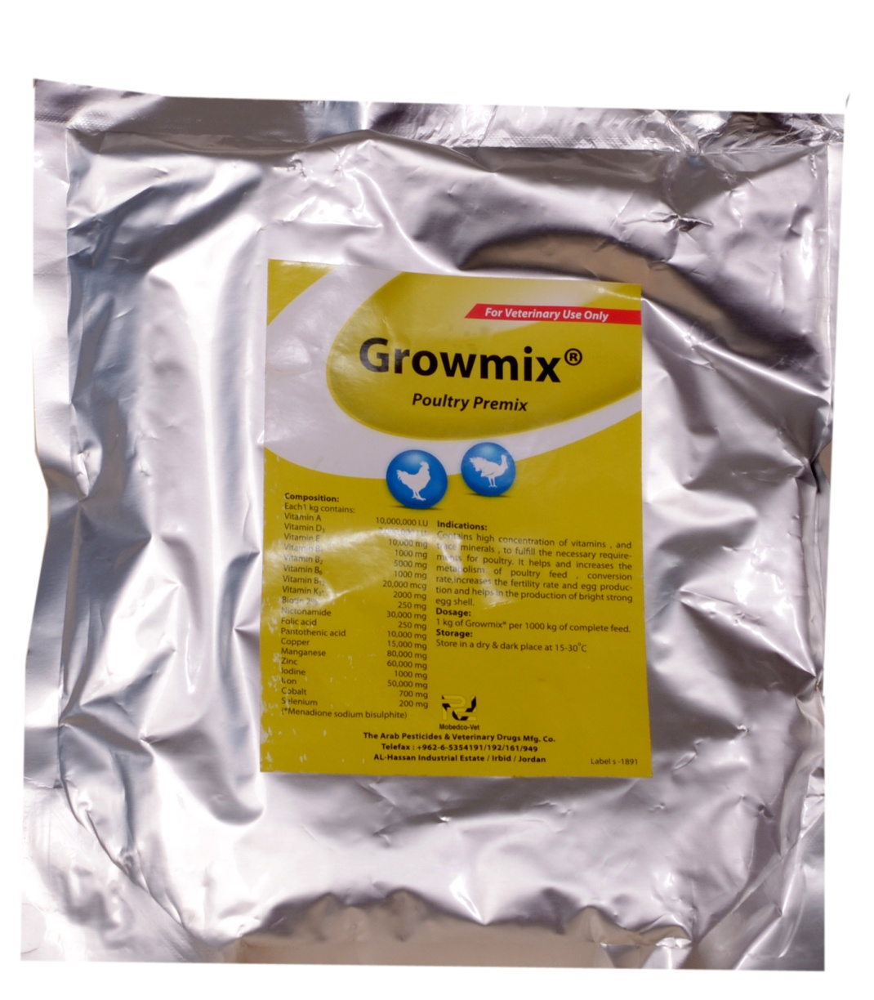 For Veterinary Use Only
Growmix®
Poultry Premix
Composition:
Each1 kg contains:
Vitamin A 10,000,000 I.U
Vitamin D3 I.U
Vitamin E 10,000 mg
Vitamin B1 1000 mg
Vitamin B2 5000 mg
Vitamin B6 1000 mg
Vitamin B12 20,000 mcg
Vitamin K3* 2000 mg
Biotin 2% 250 mg
Nictonamide 30,000 mg
Folic acid 250 mg
Pantothenic acid 10,000 mg
Copper 15,000 mg
Manganese 80,000 mg
Zinc 60,000 mg
Iodine 1000 mg
Iron 50,000 mg
Cobalt 700 mg
Selenium 200 mg
(*Menadione sodium bisulphite)
Indications:
Contains high concentration of vitamins , and
trace minerals , to fulfill the necessary require-
ments for poultry. It helps and increases the
metabolism of poultry feed , conversion
rate,increases the fertility rate and egg produc-
tion and helps in the production of bright strong
egg shell.
Dosage:
1 kg of Growmix® per 1000 kg of complete feed.
Storage:
Store in a dry & dark place at 15-30°C
Mobedco-Vet
The Arab Pesticides & Veterinary Drugs Mfg. Co.
Telefax : +962-6-5354191/192/161/949
AL-Hassan Industrial Estate / Irbid / Jordan
Label s -1891